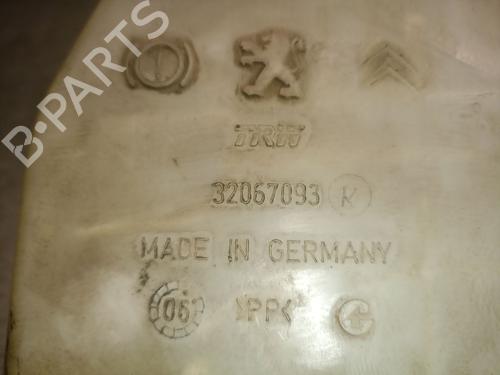 B-PARTS
TRW
32067093 K
MADE IN GERMANY
06 >PP<